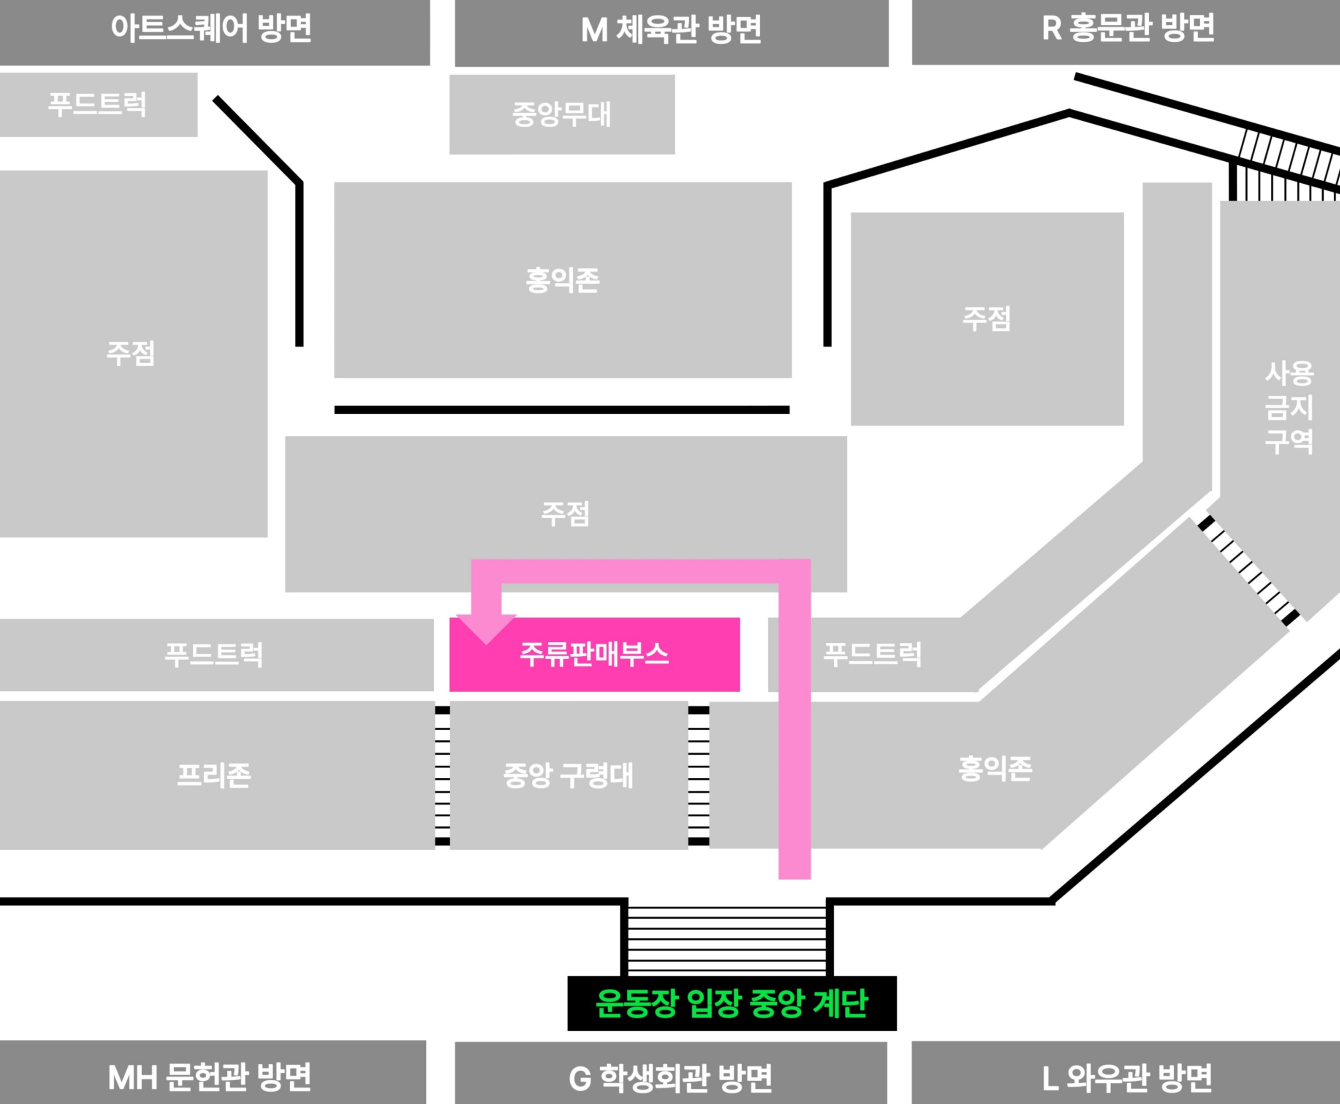 아트스퀘어 방면
M 체육관 방면
R 홍문관 방면
푸드트럭
중앙무대
홍익존
주점
주점
사용
금지
구역
주점
푸드트럭
주류판매부스
푸드트럭
프리존
중앙 구령대
홍익존
운동장 입장 중앙 계단
MH 문헌관 방면
G 학생회관 방면
L 와우관 방면